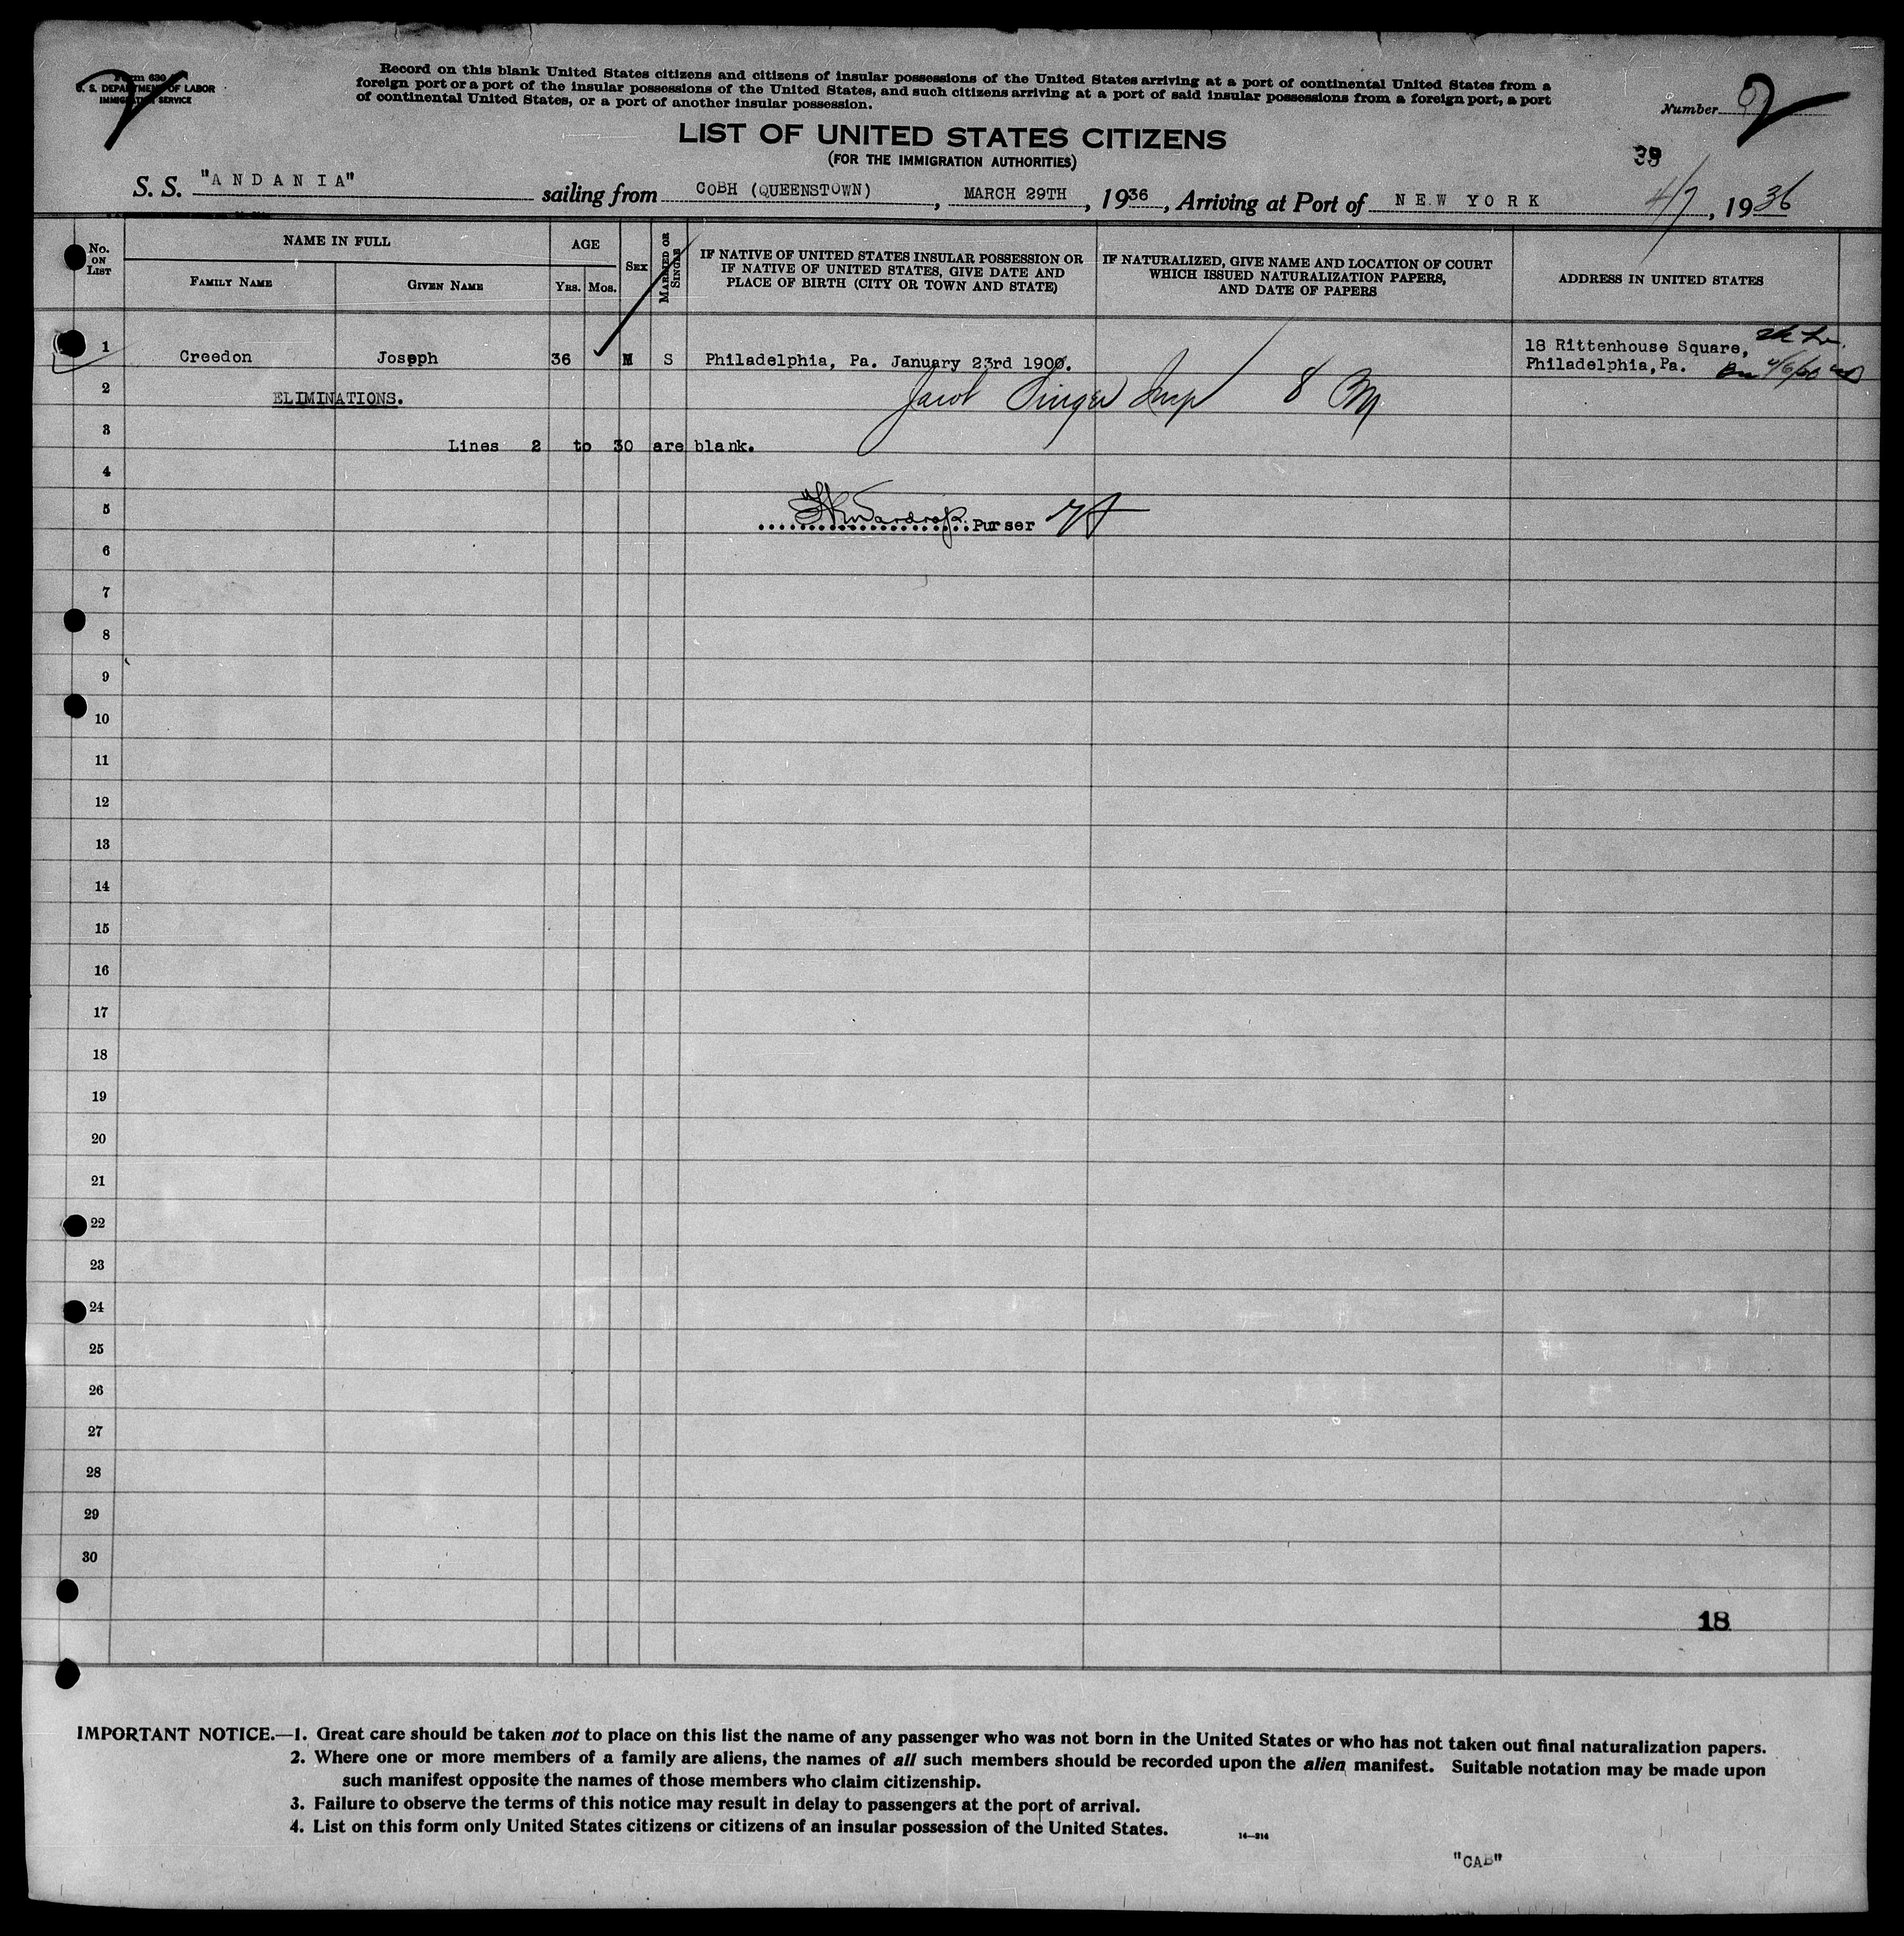 Form 630
U. S. DEPARTMENT OF LABOR
IMMIGRATION SERVICE
Record on this blank United States citizens and citizens of insular possessions of the United States arriving at a port of continental United States from a
foreign port or a port of the insular possessions of the United States, and such citizens arriving at a port of said insular possessions from a foreign port, a port
of continental United States, or a port of another insular possession.
Number 2
LIST OF UNITED STATES CITIZENS
(FOR THE IMMIGRATION AUTHORITIES)
39
S. S. "ANDANIA" sailing from COBH (QUEENSTOWN), MARCH 29TH, 1936, Arriving at Port of NEW YORK 4/7, 1936
No. ON LIST
NAME IN FULL
FAMILY NAME
GIVEN NAME
AGE
YRS.
MOS.
SEX
MARRIED OR SINGLE
IF NATIVE OF UNITED STATES INSULAR POSSESSION OR
IF NATIVE OF UNITED STATES, GIVE DATE AND
PLACE OF BIRTH (CITY OR TOWN AND STATE)
IF NATURALIZED, GIVE NAME AND LOCATION OF COURT
WHICH ISSUED NATURALIZATION PAPERS,
AND DATE OF PAPERS
ADDRESS IN UNITED STATES
1 Creedon Joseph 36 M S Philadelphia, Pa. January 23rd 1900. 18 Rittenhouse Square,
Philadelphia, Pa.
2 ELIMINATIONS. Jacob Singer Insp 8
3 Lines 2 to 30 are blank.
4
5 Purser
6
7
8
9
10
11
12
13
14
15
16
17
18
19
20
21
22
23
24
25
26
27
28
29
30
18
IMPORTANT NOTICE.—1. Great care should be taken not to place on this list the name of any passenger who was not born in the United States or who has not taken out final naturalization papers.
2. Where one or more members of a family are aliens, the names of all such members should be recorded upon the alien manifest. Suitable notation may be made upon
such manifest opposite the names of those members who claim citizenship.
3. Failure to observe the terms of this notice may result in delay to passengers at the port of arrival.
4. List on this form only United States citizens or citizens of an insular possession of the United States.
14—314
"CAB"